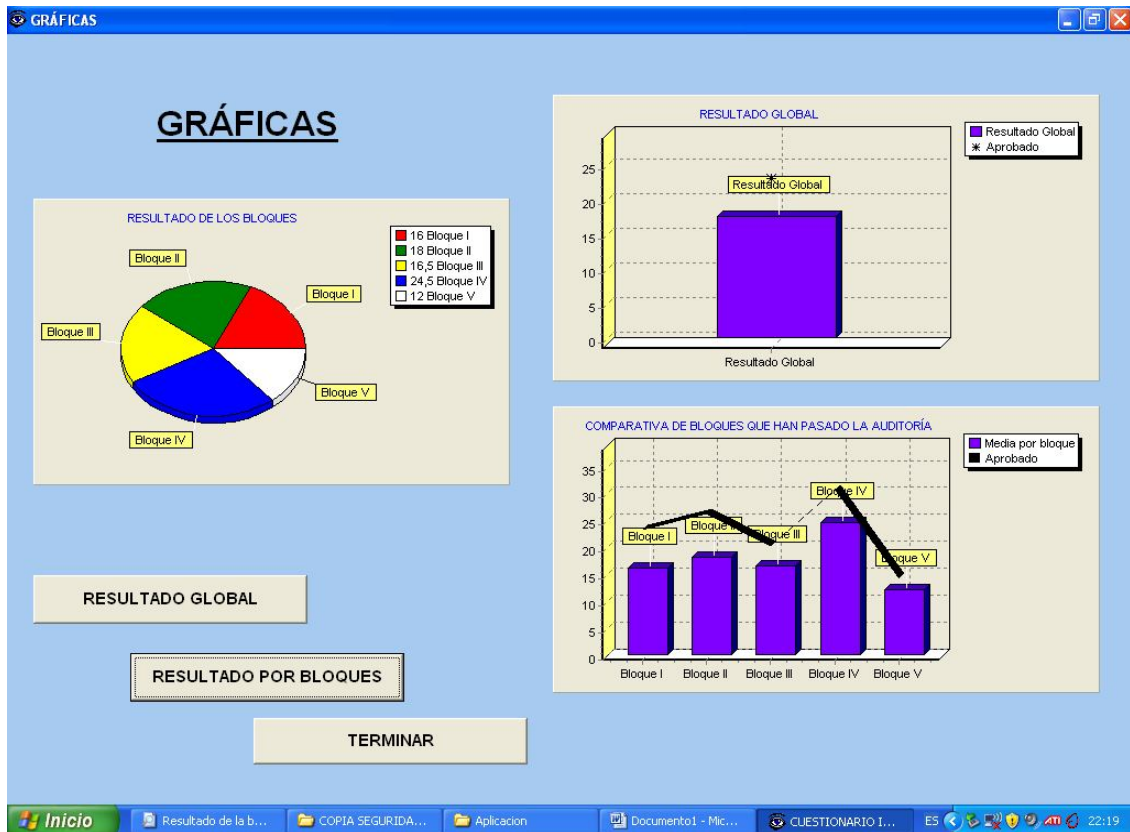 GRÁFICAS
GRÁFICAS
RESULTADO DE LOS BLOQUES
16 Bloque I
18 Bloque II
16,5 Bloque III
24,5 Bloque IV
12 Bloque V
Bloque II
Bloque I
Bloque III
Bloque V
Bloque IV
RESULTADO GLOBAL
RESULTADO POR BLOQUES
TERMINAR
RESULTADO GLOBAL
Resultado Global
Aprobado
25
20
15
10
5
0
Resultado Global
Resultado Global
COMPARATIVA DE BLOQUES QUE HAN PASADO LA AUDITORÍA
Media por bloque
Aprobado
35
30
25
20
15
10
5
0
Bloque I
Bloque II
Bloque III
Bloque IV
Bloque V
Bloque I
Bloque II
Bloque III
Bloque IV
Bloque V
Inicio
Resultado de la b...
COPIA SEGURIDA...
Aplicacion
Documento1 - Mic...
CUESTIONARIO I...
ES
ATI
22:19